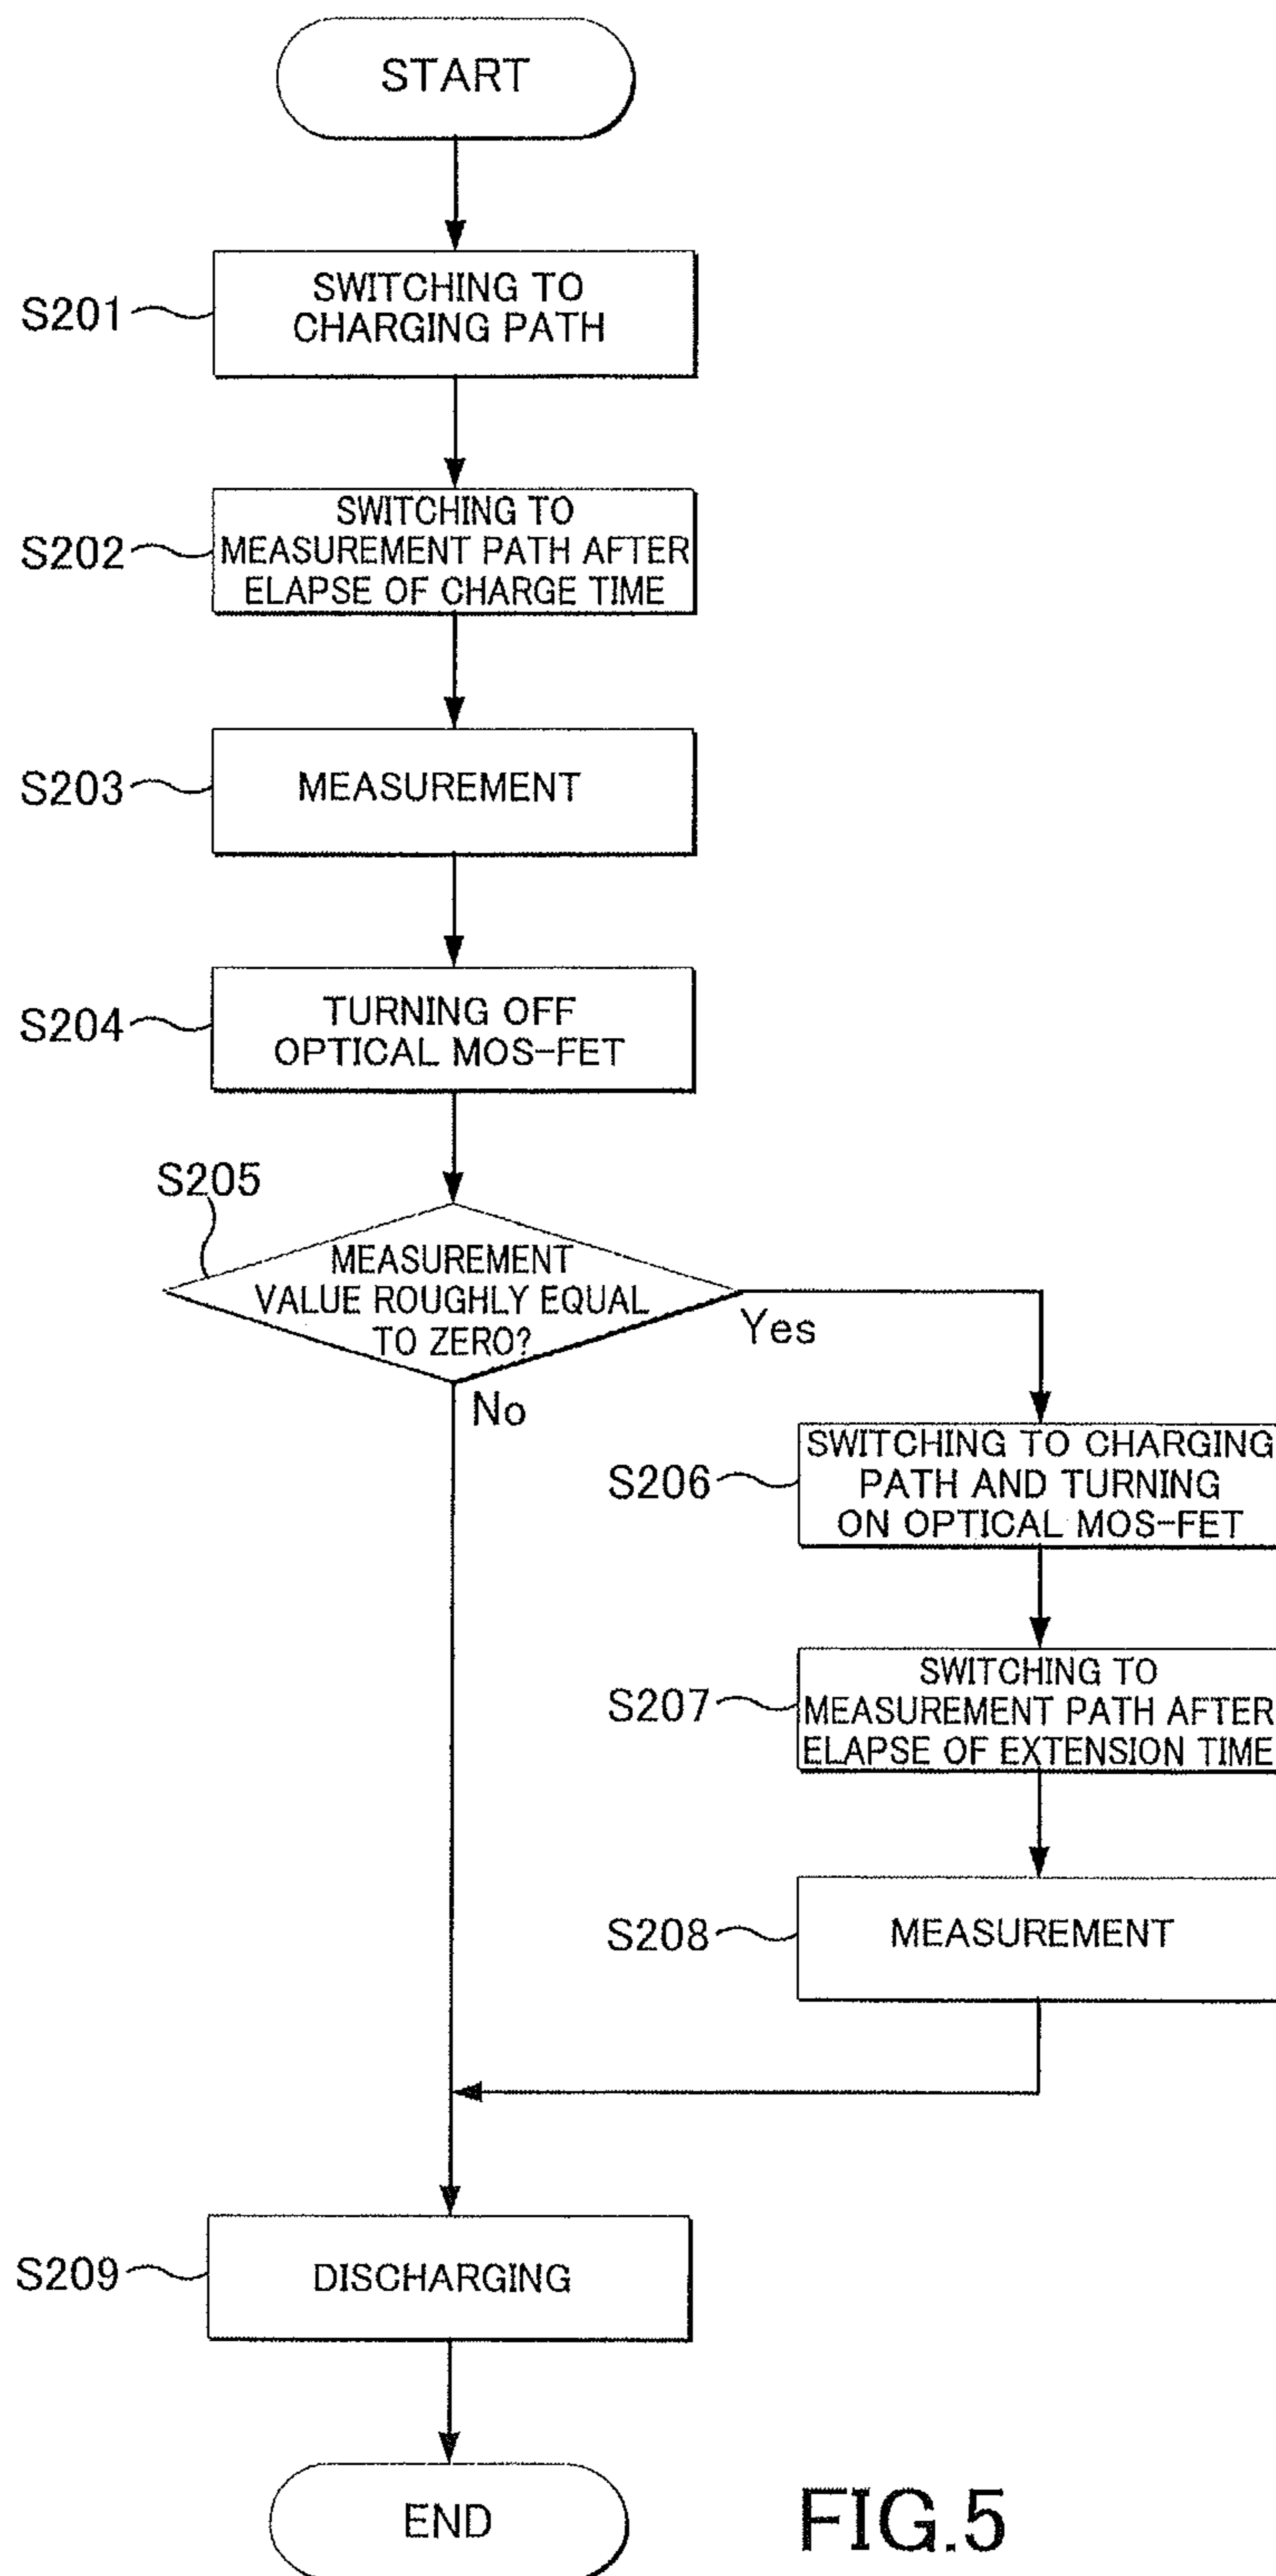 START
S201
SWITCHING TO
CHARGING PATH
S202
SWITCHING TO
MEASUREMENT PATH AFTER
ELAPSE OF CHARGE TIME
S203
MEASUREMENT
S204
TURNING OFF
OPTICAL MOS-FET
S205
MEASUREMENT
VALUE ROUGHLY EQUAL
TO ZERO?
Yes
No
S206
SWITCHING TO CHARGING
PATH AND TURNING
ON OPTICAL MOS-FET
S207
SWITCHING TO
MEASUREMENT PATH AFTER
ELAPSE OF EXTENSION TIME
S208
MEASUREMENT
S209
DISCHARGING
END
FIG.5